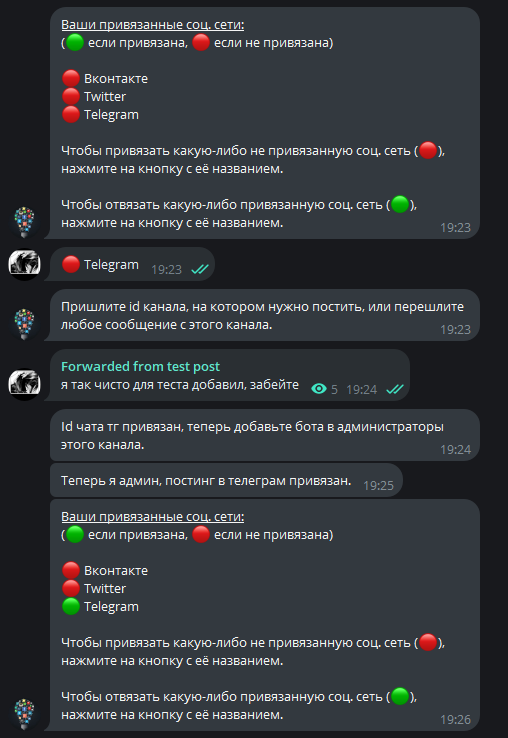 Ваши привязанные соц. сети:
(🟢 если привязана, 🔴 если не привязана)
🔴 Вконтакте
🔴 Twitter
🔴 Telegram
Чтобы привязать какую-либо не привязанную соц. сеть (🔴),
нажмите на кнопку с её названием.
Чтобы отвязать какую-либо привязанную соц. сеть (🟢),
нажмите на кнопку с её названием.
19:23
🔴 Telegram 19:23
Пришлите id канала, на котором нужно постить, или перешлите
любое сообщение с этого канала.
19:23
Forwarded from test post
я так чисто для теста добавил, забейте 5 19:24
Id чата тг привязан, теперь добавьте бота в администраторы
этого канала.
19:24
Теперь я админ, постинг в телеграм привязан. 19:25
Ваши привязанные соц. сети:
(🟢 если привязана, 🔴 если не привязана)
🔴 Вконтакте
🔴 Twitter
🟢 Telegram
Чтобы привязать какую-либо не привязанную соц. сеть (🔴),
нажмите на кнопку с её названием.
Чтобы отвязать какую-либо привязанную соц. сеть (🟢),
нажмите на кнопку с её названием.
19:26